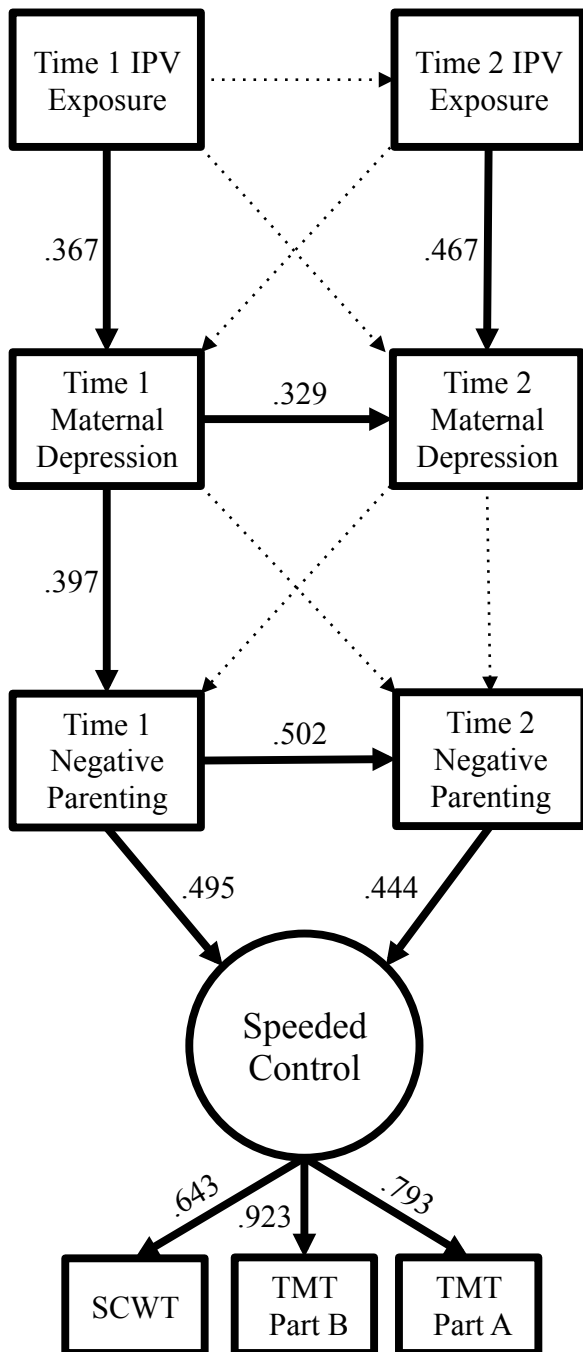 Time 1 IPV
Exposure
Time 2 IPV
Exposure
.367
.467
Time 1
Maternal
Depression
.329
Time 2
Maternal
Depression
.397
Time 1
Negative
Parenting
.502
Time 2
Negative
Parenting
.495
.444
Speeded
Control
.643
.923
.793
SCWT
TMT
Part B
TMT
Part A